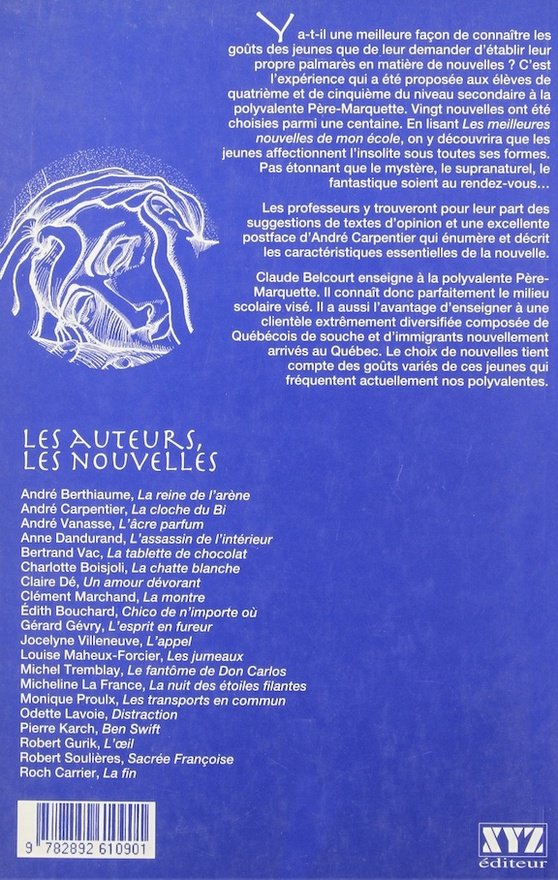 Y a-t-il une meilleure façon de connaître les
goûts des jeunes que de leur demander d'établir leur
propre palmarès en matière de nouvelles ? C'est
l'expérience qui a été proposée aux élèves de
quatrième et de cinquième du niveau secondaire à la
polyvalente Père-Marquette. Vingt nouvelles ont été
choisies parmi une centaine. En lisant Les meilleures
nouvelles de mon école, on y découvrira que les
jeunes affectionnent l'insolite sous toutes ses formes.
Pas étonnant que le mystère, le supranaturel, le
fantastique soient au rendez-vous...
Les professeurs y trouveront pour leur part des
suggestions de textes d'opinion et une excellente
postface d'André Carpentier qui énumère et décrit
les caractéristiques essentielles de la nouvelle.
Claude Belcourt enseigne à la polyvalente Père-
Marquette. Il connaît donc parfaitement le milieu
scolaire visé. Il a aussi l'avantage d'enseigner à une
clientèle extrêmement diversifiée composée de
Québécois de souche et d'immigrants nouvellement
arrivés au Québec. Le choix de nouvelles tient
compte des goûts variés de ces jeunes qui
fréquentent actuellement nos polyvalentes.
LES AUTEURS,
LES NOUVELLES
André Berthiaume, La reine de l'arène
André Carpentier, La cloche du Bi
André Vanasse, L'âcre parfum
Anne Dandurand, L'assassin de l'intérieur
Bertrand Vac, La tablette de chocolat
Charlotte Boisjoli, La chatte blanche
Claire Dé, Un amour dévorant
Clément Marchand, La montre
Édith Bouchard, Chico de n'importe où
Gérard Gévry, L'esprit en fureur
Jocelyne Villeneuve, L'appel
Louise Maheux-Forcier, Les jumeaux
Michel Tremblay, Le fantôme de Don Carlos
Micheline La France, La nuit des étoiles filantes
Monique Proulx, Les transports en commun
Odette Lavoie, Distraction
Pierre Karch, Ben Swift
Robert Gurik, L'œil
Robert Soulières, Sacrée Françoise
Roch Carrier, La fin
9 782892 610901
XYZ
éditeur